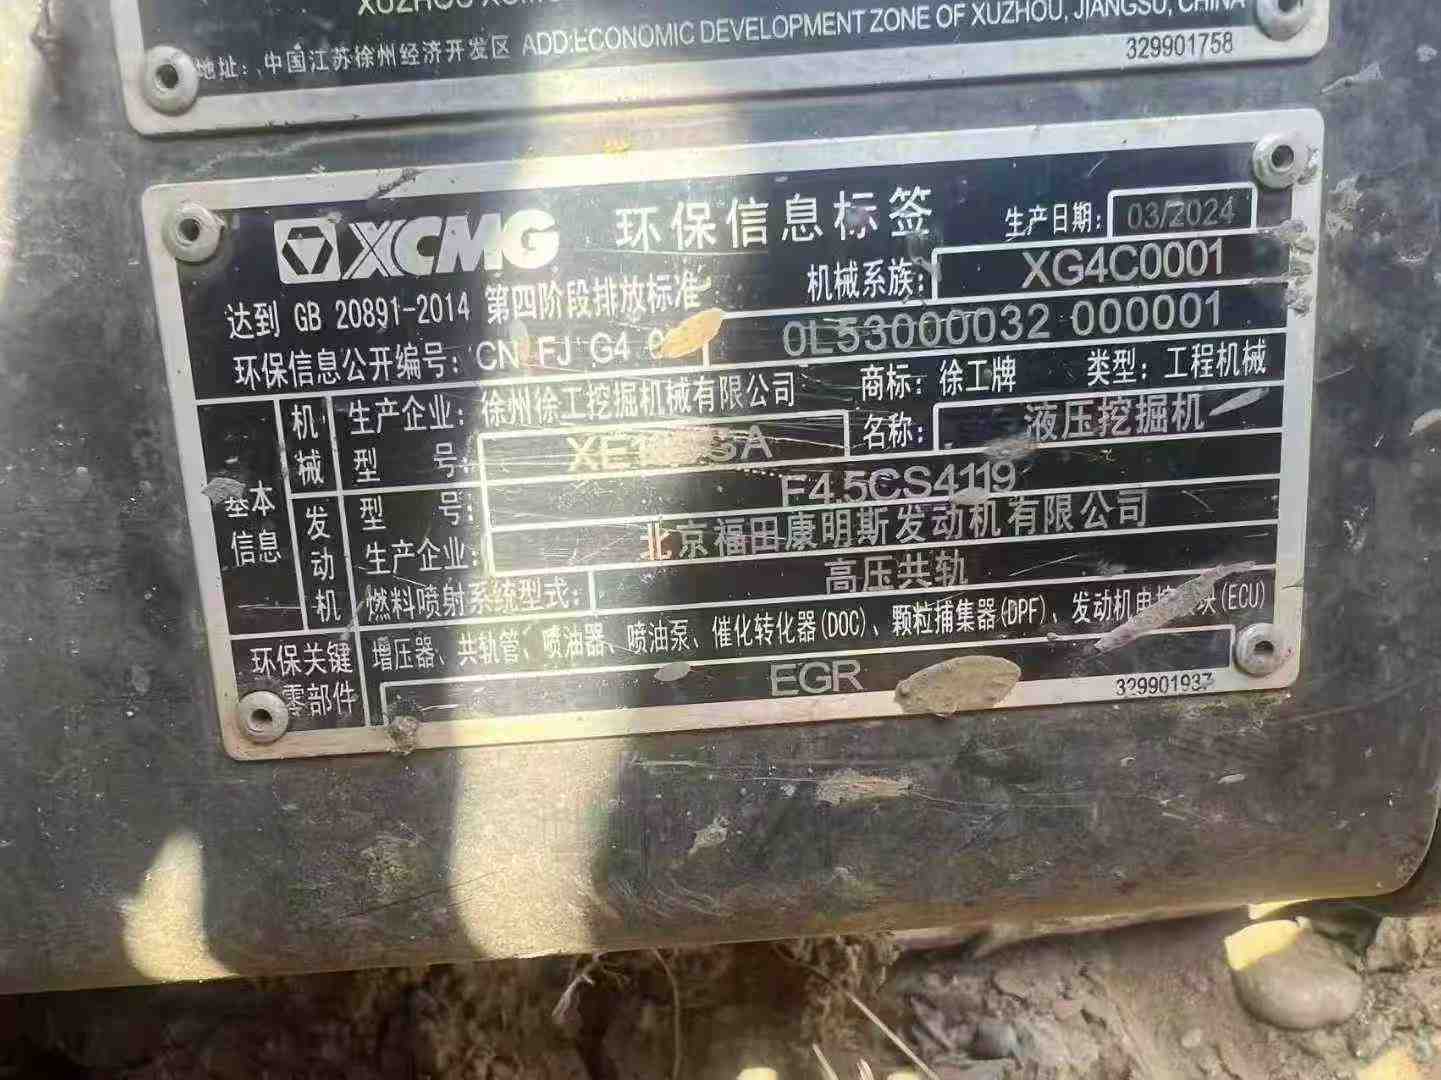 地址：中国江苏徐州经济开发区 ADD:ECONOMIC DEVELOPMENT ZONE OF XUZHOU, JIANGSU, CHINA
329901758
XCMG 环保信息标签 生产日期: 03/2024
达到 GB 20891-2014 第四阶段排放标准 机械系族: XG4C0001
环保信息公开编号: CN FJ G4 0L53000032 000001
基本信息
机械
生产企业: 徐州徐工挖掘机械有限公司 商标: 徐工牌 类型: 工程机械
型号: 名称: 液压挖掘机
发动机
型号: F4.5CS4119
生产企业: 北京福田康明斯发动机有限公司
燃料喷射系统型式: 高压共轨
环保关键零部件
增压器、共轨管、喷油器、喷油泵、催化转化器(DOC)、颗粒捕集器(DPF)、发动机电块(ECU)
EGR
329901937